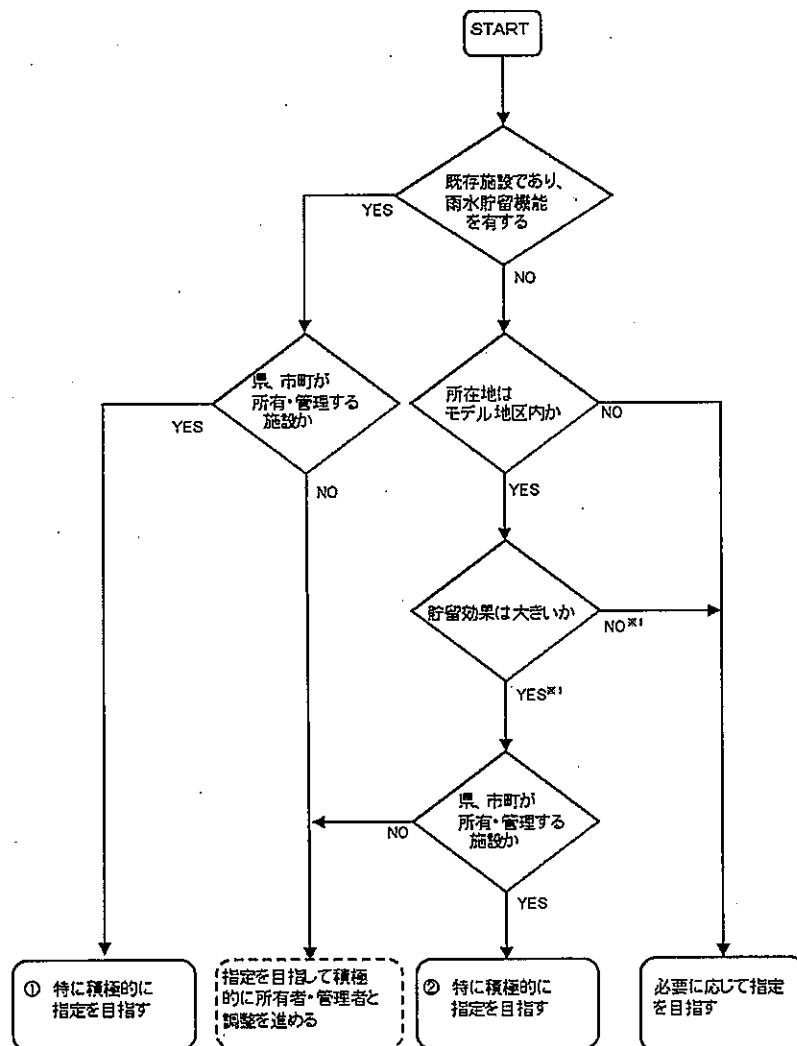 START
既存施設であり、
雨水貯留機能
を有する
YES
NO
県、市町が
所有・管理する
施設か
YES
NO
所在地は
モデル地区内か
NO
YES
貯留効果は大きいか
NO※1
YES※1
県、市町が
所有・管理する
施設か
NO
YES
① 特に積極的に
指定を目指す
指定を目指して積極
的に所有者・管理者と
調整を進める
② 特に積極的に
指定を目指す
必要に応じて指定
を目指す